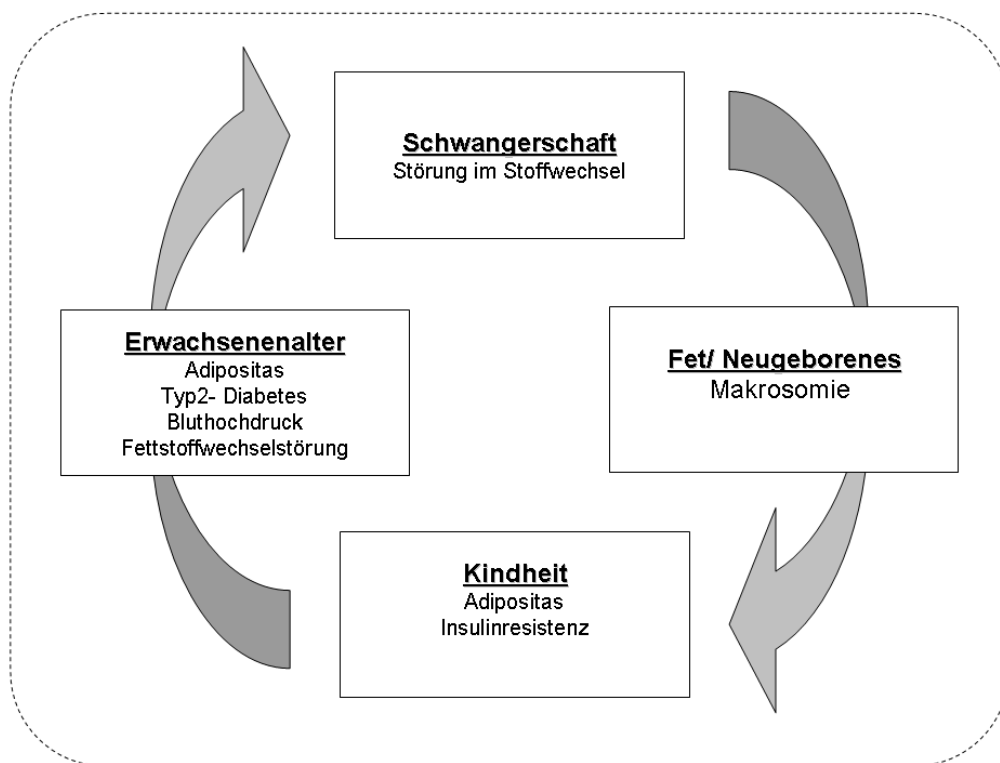 Schwangerschaft
Störung im Stoffwechsel
Fet/ Neugeborenes
Makrosomie
Kindheit
Adipositas
Insulinresistenz
Erwachsenenalter
Adipositas
Typ2- Diabetes
Bluthochdruck
Fettstoffwechselstörung